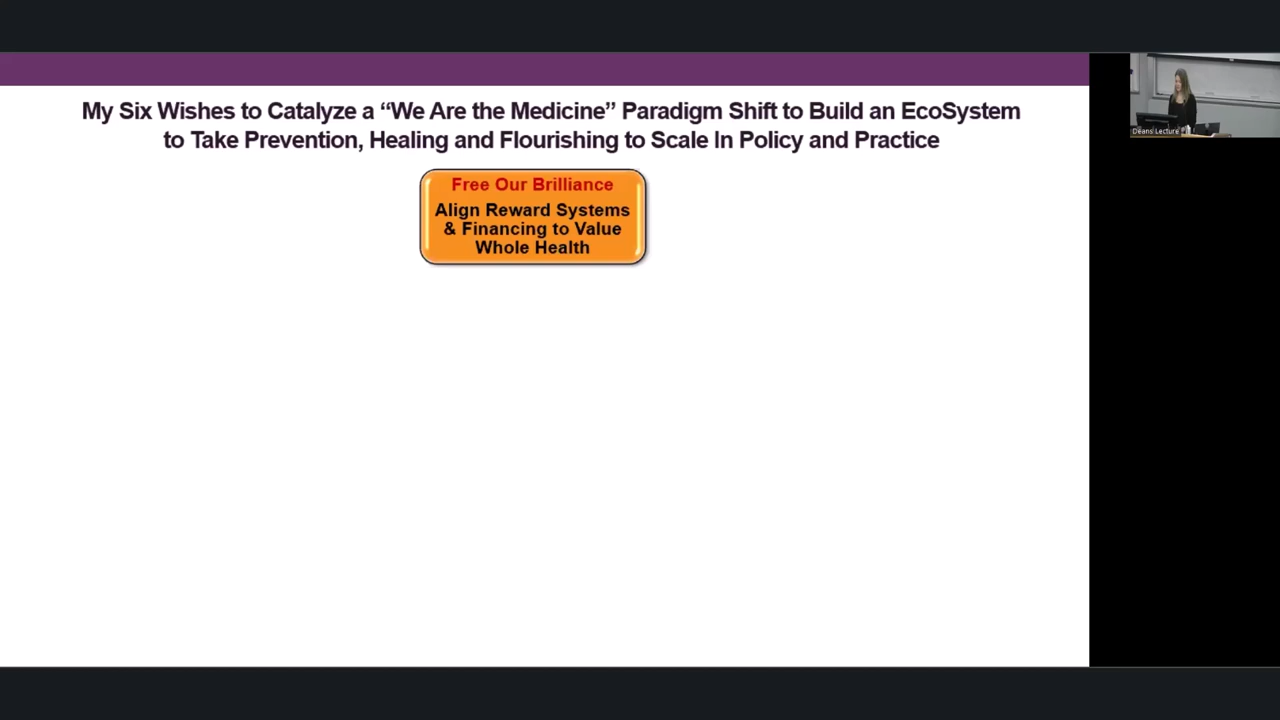 My Six Wishes to Catalyze a “We Are the Medicine” Paradigm Shift to Build an EcoSystem
to Take Prevention, Healing and Flourishing to Scale In Policy and Practice
Free Our Brilliance
Align Reward Systems
& Financing to Value
Whole Health
Deans Lecture